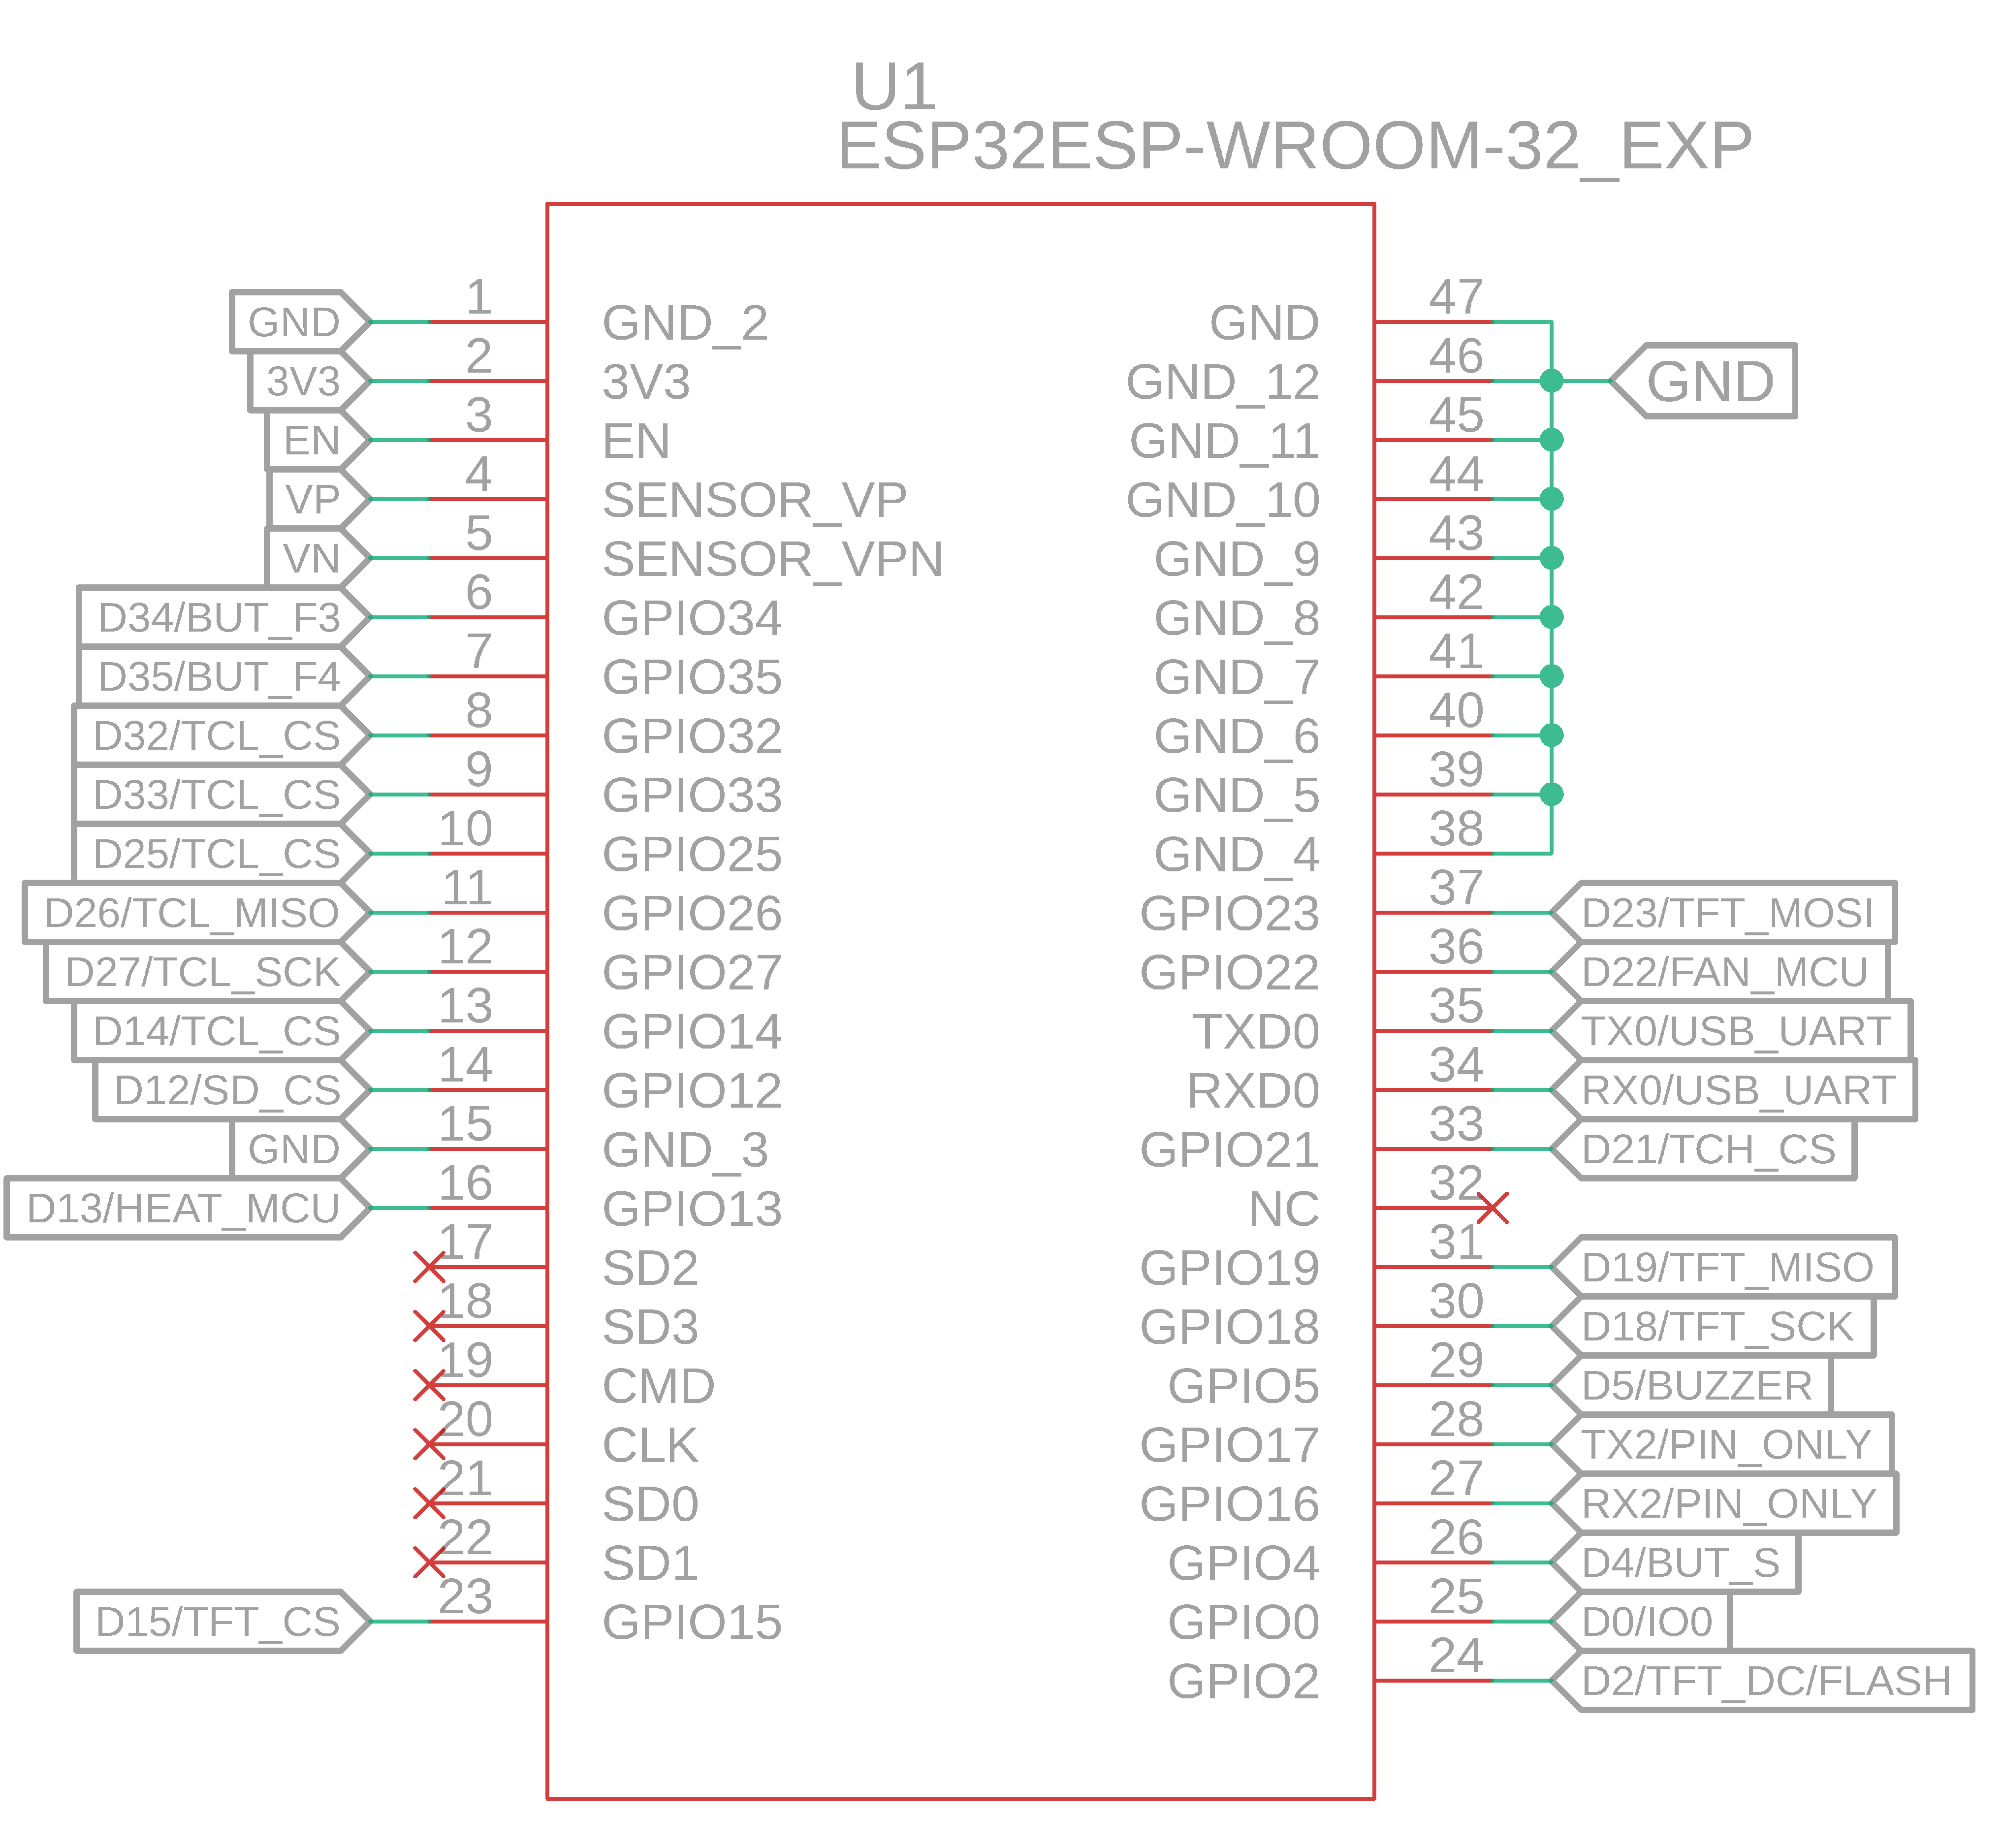 U1
ESP32ESP-WROOM-32_EXP
GND 1 GND_2 GND 47
3V3 2 3V3 GND_12 46 GND
EN 3 EN GND_11 45
VP 4 SENSOR_VP GND_10 44
VN 5 SENSOR_VPN GND_9 43
D34/BUT_F3 6 GPIO34 GND_8 42
D35/BUT_F4 7 GPIO35 GND_7 41
D32/TCL_CS 8 GPIO32 GND_6 40
D33/TCL_CS 9 GPIO33 GND_5 39
D25/TCL_CS 10 GPIO25 GND_4 38
D26/TCL_MISO 11 GPIO26 GPIO23 37 D23/TFT_MOSI
D27/TCL_SCK 12 GPIO27 GPIO22 36 D22/FAN_MCU
D14/TCL_CS 13 GPIO14 TXD0 35 TX0/USB_UART
D12/SD_CS 14 GPIO12 RXD0 34 RX0/USB_UART
GND 15 GND_3 GPIO21 33 D21/TCH_CS
D13/HEAT_MCU 16 GPIO13 NC 32
17 SD2 GPIO19 31 D19/TFT_MISO
18 SD3 GPIO18 30 D18/TFT_SCK
19 CMD GPIO5 29 D5/BUZZER
20 CLK GPIO17 28 TX2/PIN_ONLY
21 SD0 GPIO16 27 RX2/PIN_ONLY
22 SD1 GPIO4 26 D4/BUT_S
D15/TFT_CS 23 GPIO15 GPIO0 25 D0/IO0
GPIO2 24 D2/TFT_DC/FLASH